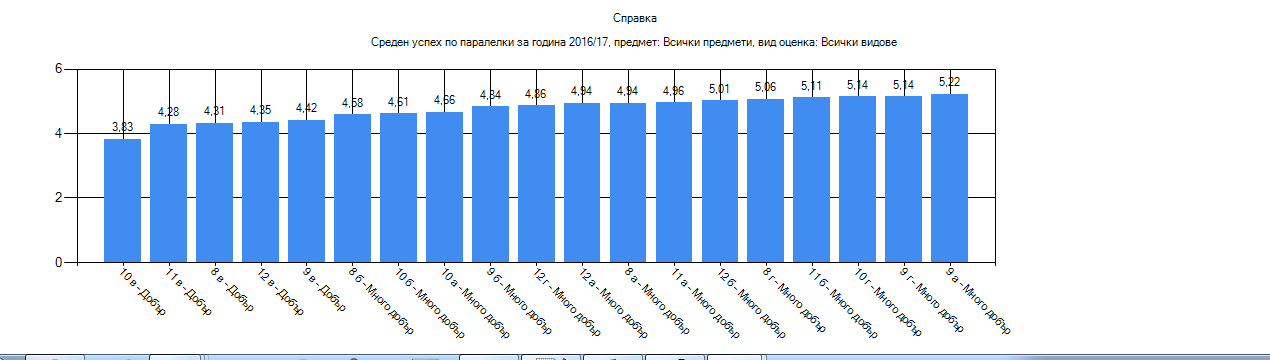 Справка
Среден успех по паралелки за година 2016/17, предмет: Всички предмети, вид оценка: Всички видове
6
4
2
0
3,83
4,28
4,31
4,35
4,42
4,58
4,61
4,66
4,84
4,86
4,94
4,94
4,96
5,01
5,06
5,11
5,14
5,14
5,22
10 в - Добър
11 в - Добър
8 в - Добър
12 в - Добър
9 в - Добър
8 б - Много добър
10 б - Много добър
10 а - Много добър
9 б - Много добър
12 г - Много добър
12 а - Много добър
8 а - Много добър
11 а - Много добър
12 б - Много добър
8 г - Много добър
11 б - Много добър
10 г - Много добър
9 г - Много добър
9 а - Много добър